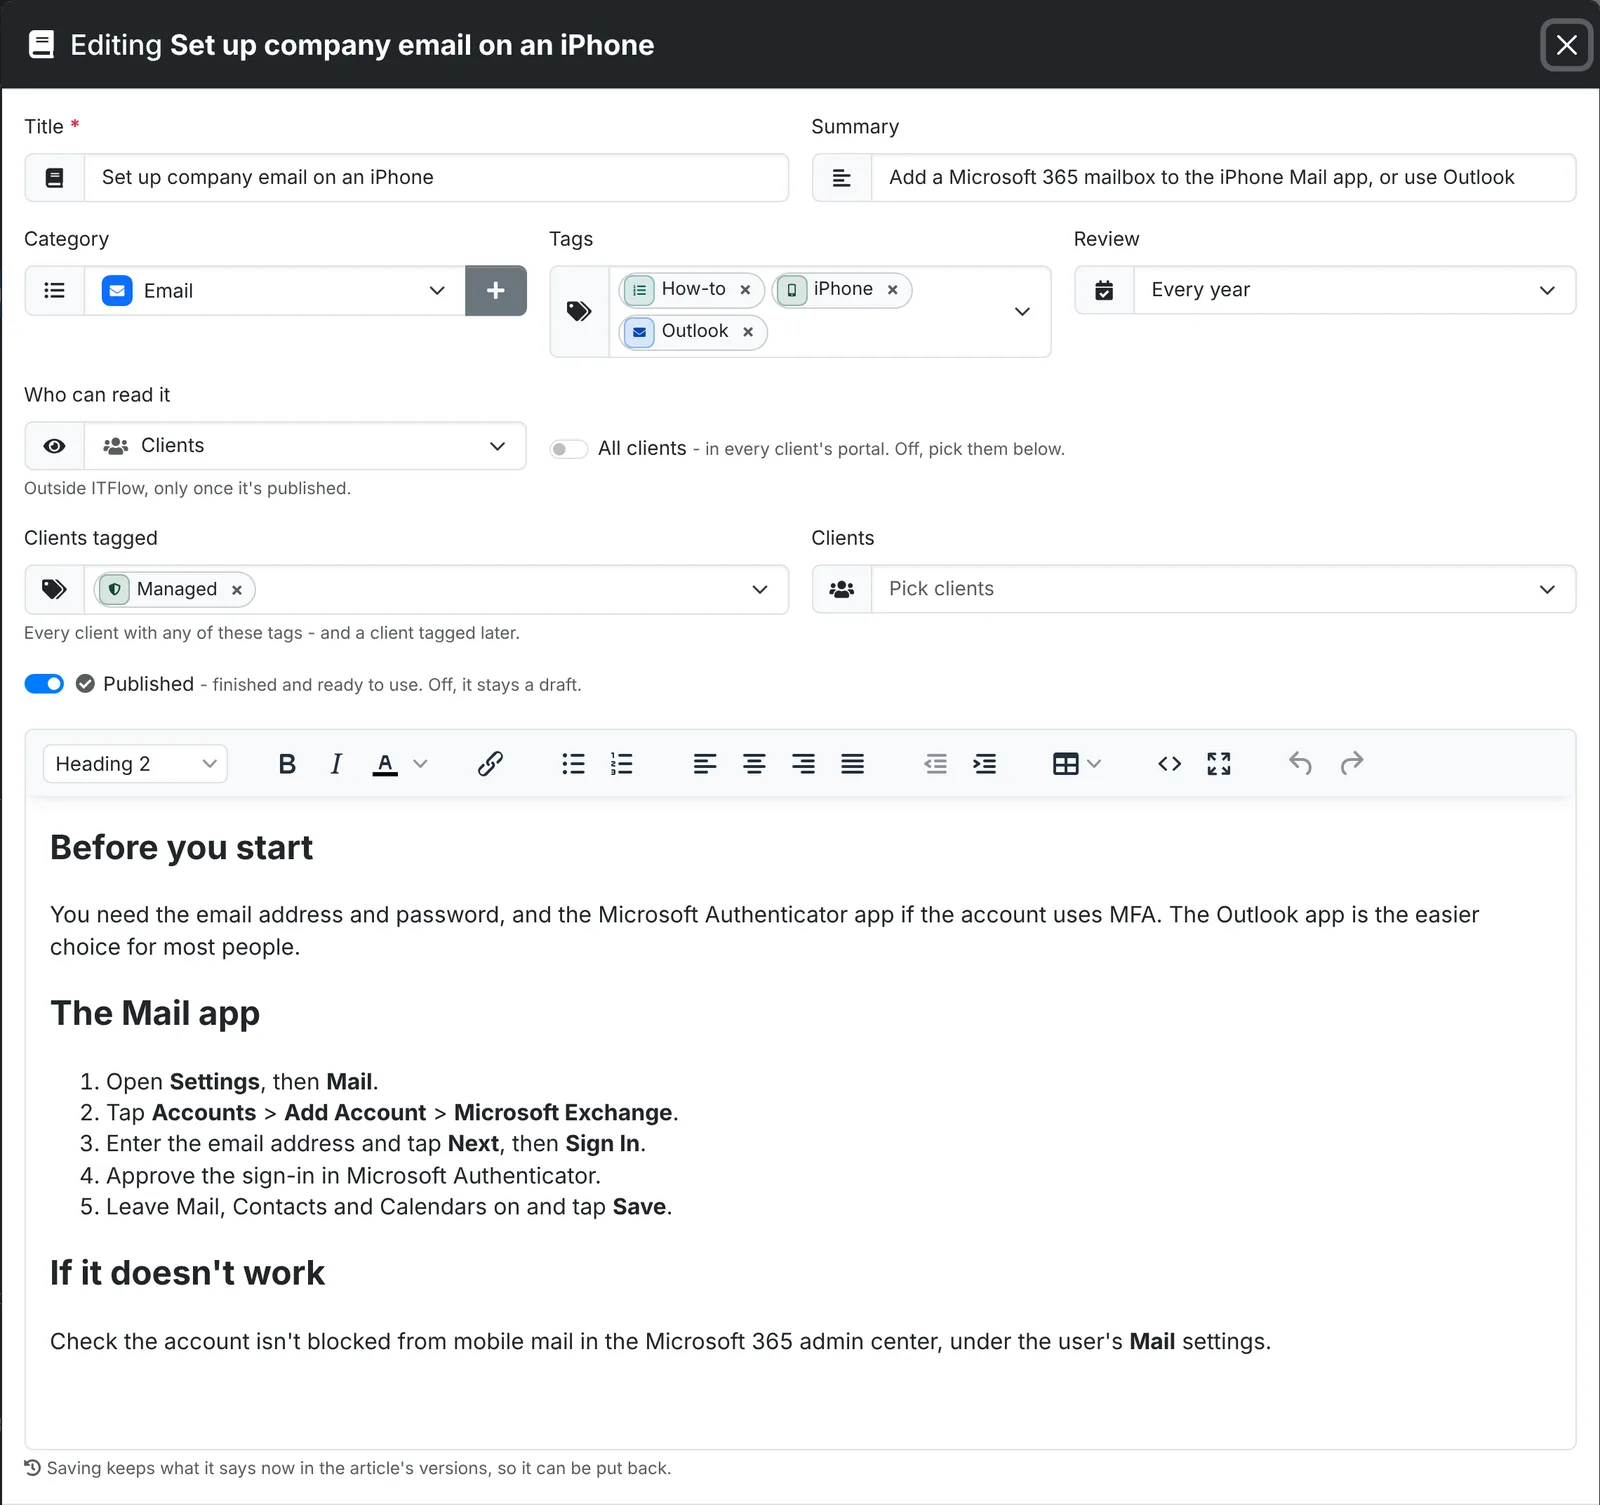 Editing Set up company email on an iPhone
Title *
Summary
Set up company email on an iPhone
Add a Microsoft 365 mailbox to the iPhone Mail app, or use Outlook
Category
Tags
Review
Email
How-to
iPhone
Outlook
Every year
Who can read it
Clients
All clients - in every client's portal. Off, pick them below.
Outside ITFlow, only once it's published.
Clients tagged
Clients
Managed
Pick clients
Every client with any of these tags - and a client tagged later.
Published - finished and ready to use. Off, it stays a draft.
Heading 2
B I A
Before you start
You need the email address and password, and the Microsoft Authenticator app if the account uses MFA. The Outlook app is the easier
choice for most people.
The Mail app
1. Open Settings, then Mail.
2. Tap Accounts > Add Account > Microsoft Exchange.
3. Enter the email address and tap Next, then Sign In.
4. Approve the sign-in in Microsoft Authenticator.
5. Leave Mail, Contacts and Calendars on and tap Save.
If it doesn't work
Check the account isn't blocked from mobile mail in the Microsoft 365 admin center, under the user's Mail settings.
Saving keeps what it says now in the article's versions, so it can be put back.